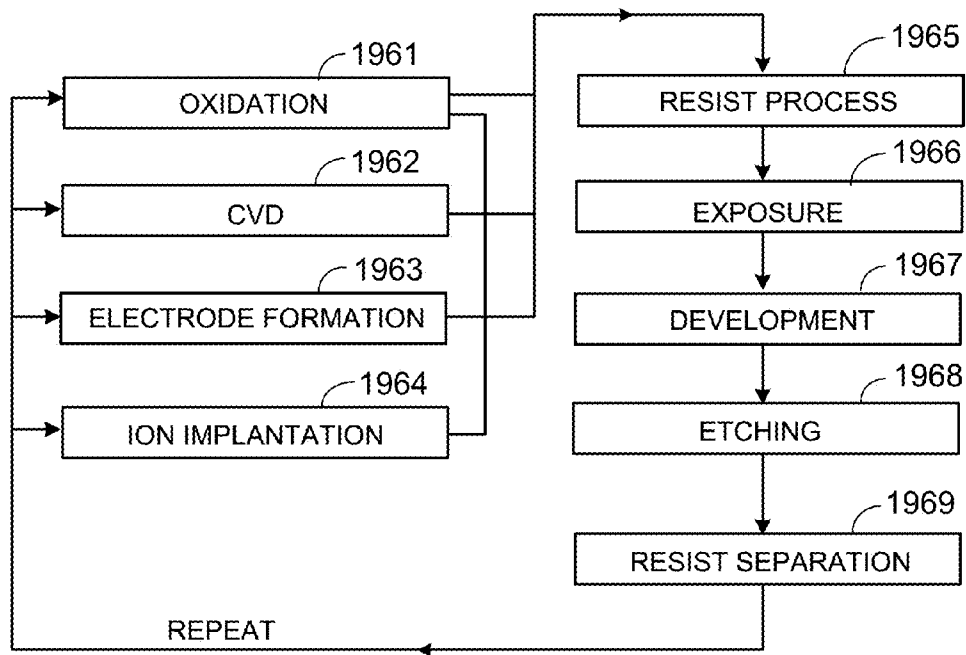 1961
OXIDATION
1962
CVD
1963
ELECTRODE FORMATION
1964
ION IMPLANTATION
1965
RESIST PROCESS
1966
EXPOSURE
1967
DEVELOPMENT
1968
ETCHING
1969
RESIST SEPARATION
REPEAT